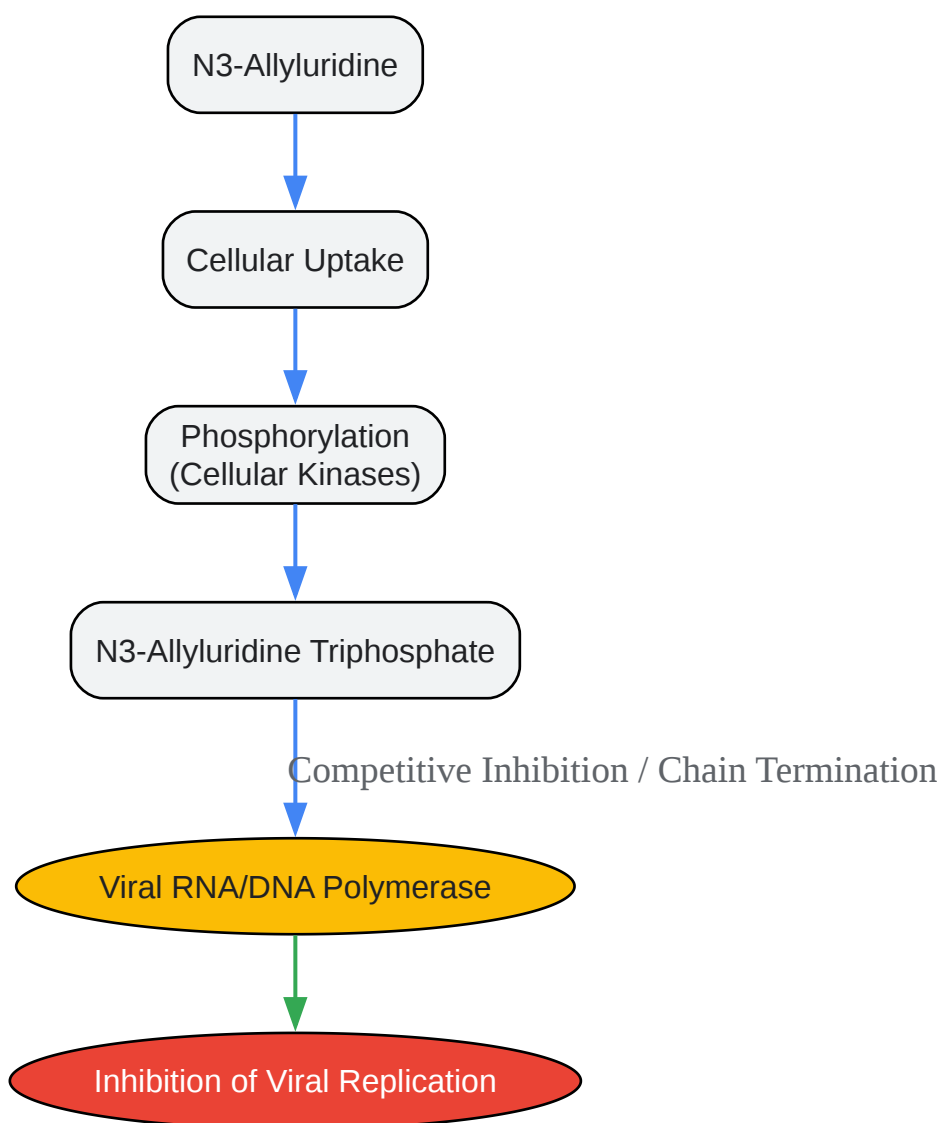 N3-Allyluridine
Cellular Uptake
Phosphorylation
(Cellular Kinases)
N3-Allyluridine Triphosphate
Competitive Inhibition / Chain Termination
Viral RNA/DNA Polymerase
Inhibition of Viral Replication